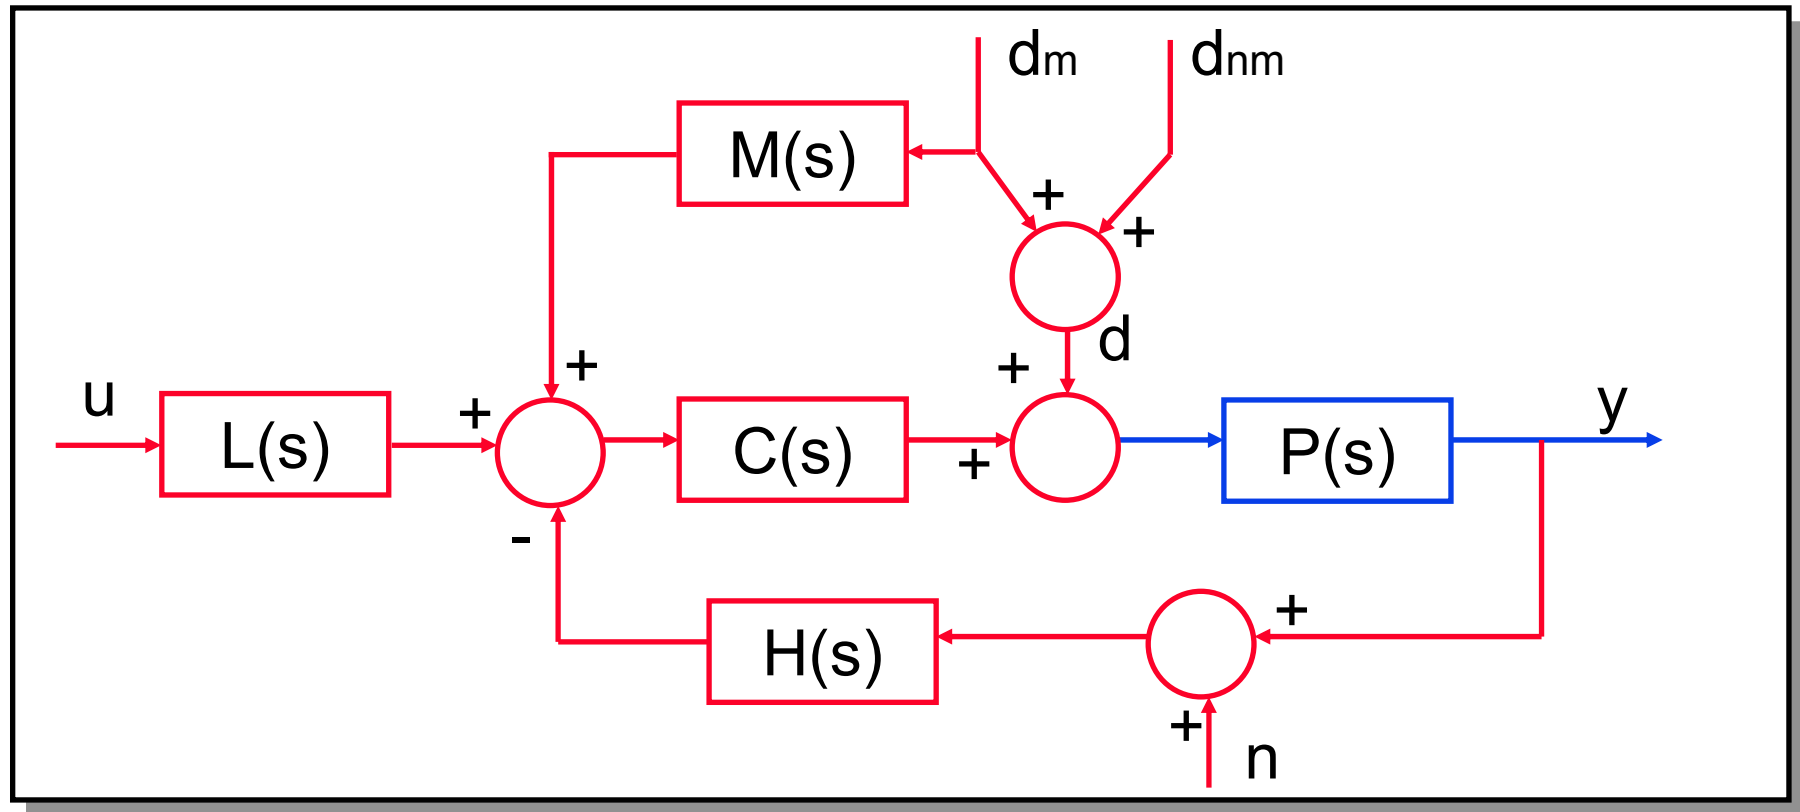 dm
dnm
M(s)
+
+
d
+
+
u
+
L(s)
C(s)
+
P(s)
y
-
H(s)
+
+
n